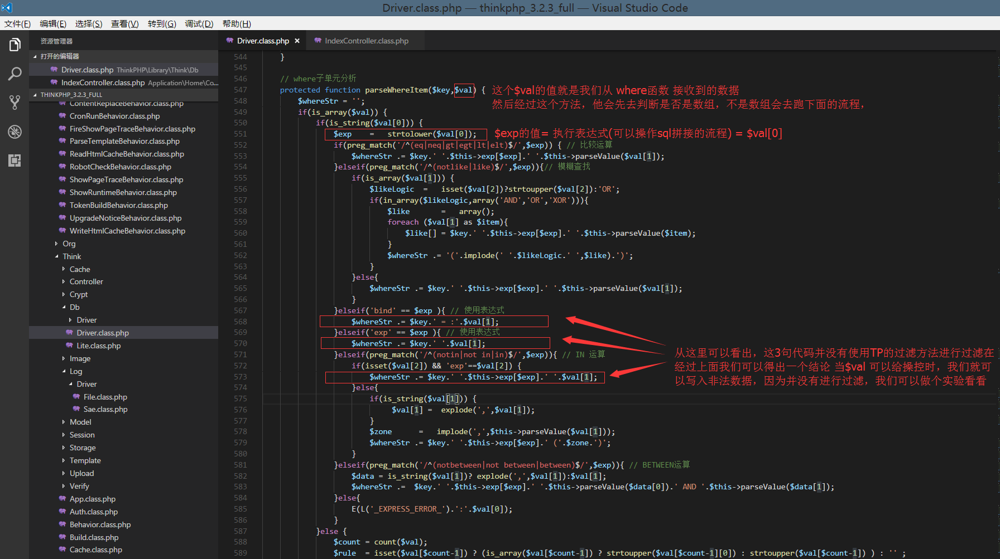 Driver.class.php — thinkphp_3.2.3_full — Visual Studio Code
文件(F) 编辑(E) 选择(S) 查看(V) 转到(G) 调试(D) 帮助(H)
资源管理器
打开的编辑器
Driver.class.php ThinkPHP\Library\Think\Db
IndexController.class.php Application\Home\Co...
THINKPHP_3.2.3_FULL
ContentReplaceBehavior.class.php
CronRunBehavior.class.php
FireShowPageTraceBehavior.class.php
ParseTemplateBehavior.class.php
ReadHtmlCacheBehavior.class.php
RobotCheckBehavior.class.php
ShowPageTraceBehavior.class.php
ShowRuntimeBehavior.class.php
TokenBuildBehavior.class.php
UpgradeNoticeBehavior.class.php
WriteHtmlCacheBehavior.class.php
Org
Think
Cache
Controller
Crypt
Db
Driver
Driver.class.php
Lite.class.php
Image
Log
Driver
File.class.php
Sae.class.php
Model
Session
Storage
Template
Upload
Verify
App.class.php
Auth.class.php
Behavior.class.php
Build.class.php
Cache.class.php
Driver.class.php × IndexController.class.php
544 }
545
546 // where子单元分析
547 protected function parseWhereItem($key,$val) {
548 $whereStr = '';
549 if(is_array($val)) {
550 if(is_string($val[0])) {
551 $exp = strtolower($val[0]);
552 if(preg_match('/^(eq|neq|gt|egt|lt|elt)$/',$exp)) { // 比较运算
553 $whereStr .= $key.' '.$this->exp[$exp].' '.$this->parseValue($val[1]);
554 }elseif(preg_match('/^(notlike|like)$/',$exp)){// 模糊查找
555 if(is_array($val[1])) {
556 $likeLogic = isset($val[2])?strtoupper($val[2]):'OR';
557 if(in_array($likeLogic,array('AND','OR','XOR'))){
558 $like = array();
559 foreach ($val[1] as $item){
560 $like[] = $key.' '.$this->exp[$exp].' '.$this->parseValue($item);
561 }
562 $whereStr .= '('.implode(' '.$likeLogic.' ',$like).')';
563 }
564 }else{
565 $whereStr .= $key.' '.$this->exp[$exp].' '.$this->parseValue($val[1]);
566 }
567 }elseif('bind' == $exp ){ // 使用表达式
568 $whereStr .= $key.' = :'.$val[1];
569 }elseif('exp' == $exp ){ // 使用表达式
570 $whereStr .= $key.' '.$val[1];
571 }elseif(preg_match('/^(notin|not in|in)$/',$exp)){ // IN 运算
572 if(isset($val[2]) && 'exp'==$val[2]) {
573 $whereStr .= $key.' '.$this->exp[$exp].' '.$val[1];
574 }else{
575 if(is_string($val[1])) {
576 $val[1] = explode(',',$val[1]);
577 }
578 $zone = implode(',',$this->parseValue($val[1]));
579 $whereStr .= $key.' '.$this->exp[$exp].' ('.$zone.')';
580 }
581 }elseif(preg_match('/^(notbetween|not between|between)$/',$exp)){ // BETWEEN运算
582 $data = is_string($val[1])? explode(',',$val[1]):$val[1];
583 $whereStr .= $key.' '.$this->exp[$exp].' '.$this->parseValue($data[0]).' AND '.$this->parseValue($data[1]);
584 }else{
585 E(L('_EXPRESS_ERROR_').':'.$val[0]);
586 }
587 }else {
588 $count = count($val);
589 $rule = isset($val[$count-1]) ? (is_array($val[$count-1]) ? strtoupper($val[$count-1][0]) : strtoupper($val[$count-1]) ) : '' ;
这个$val的值就是我们从 where函数 接收到的数据
然后经过这个方法，他会先去判断是否是数组，不是数组会去跑下面的流程，
$exp的值= 执行表达式(可以操作sql拼接的流程) = $val[0]
从这里可以看出，这3句代码并没有使用TP的过滤方法进行过滤在
经过上面我们可以得出一个结论 当$val 可以给操控时，我们就可
以写入非法数据，因为并没有进行过滤，我们可以做个实验看看